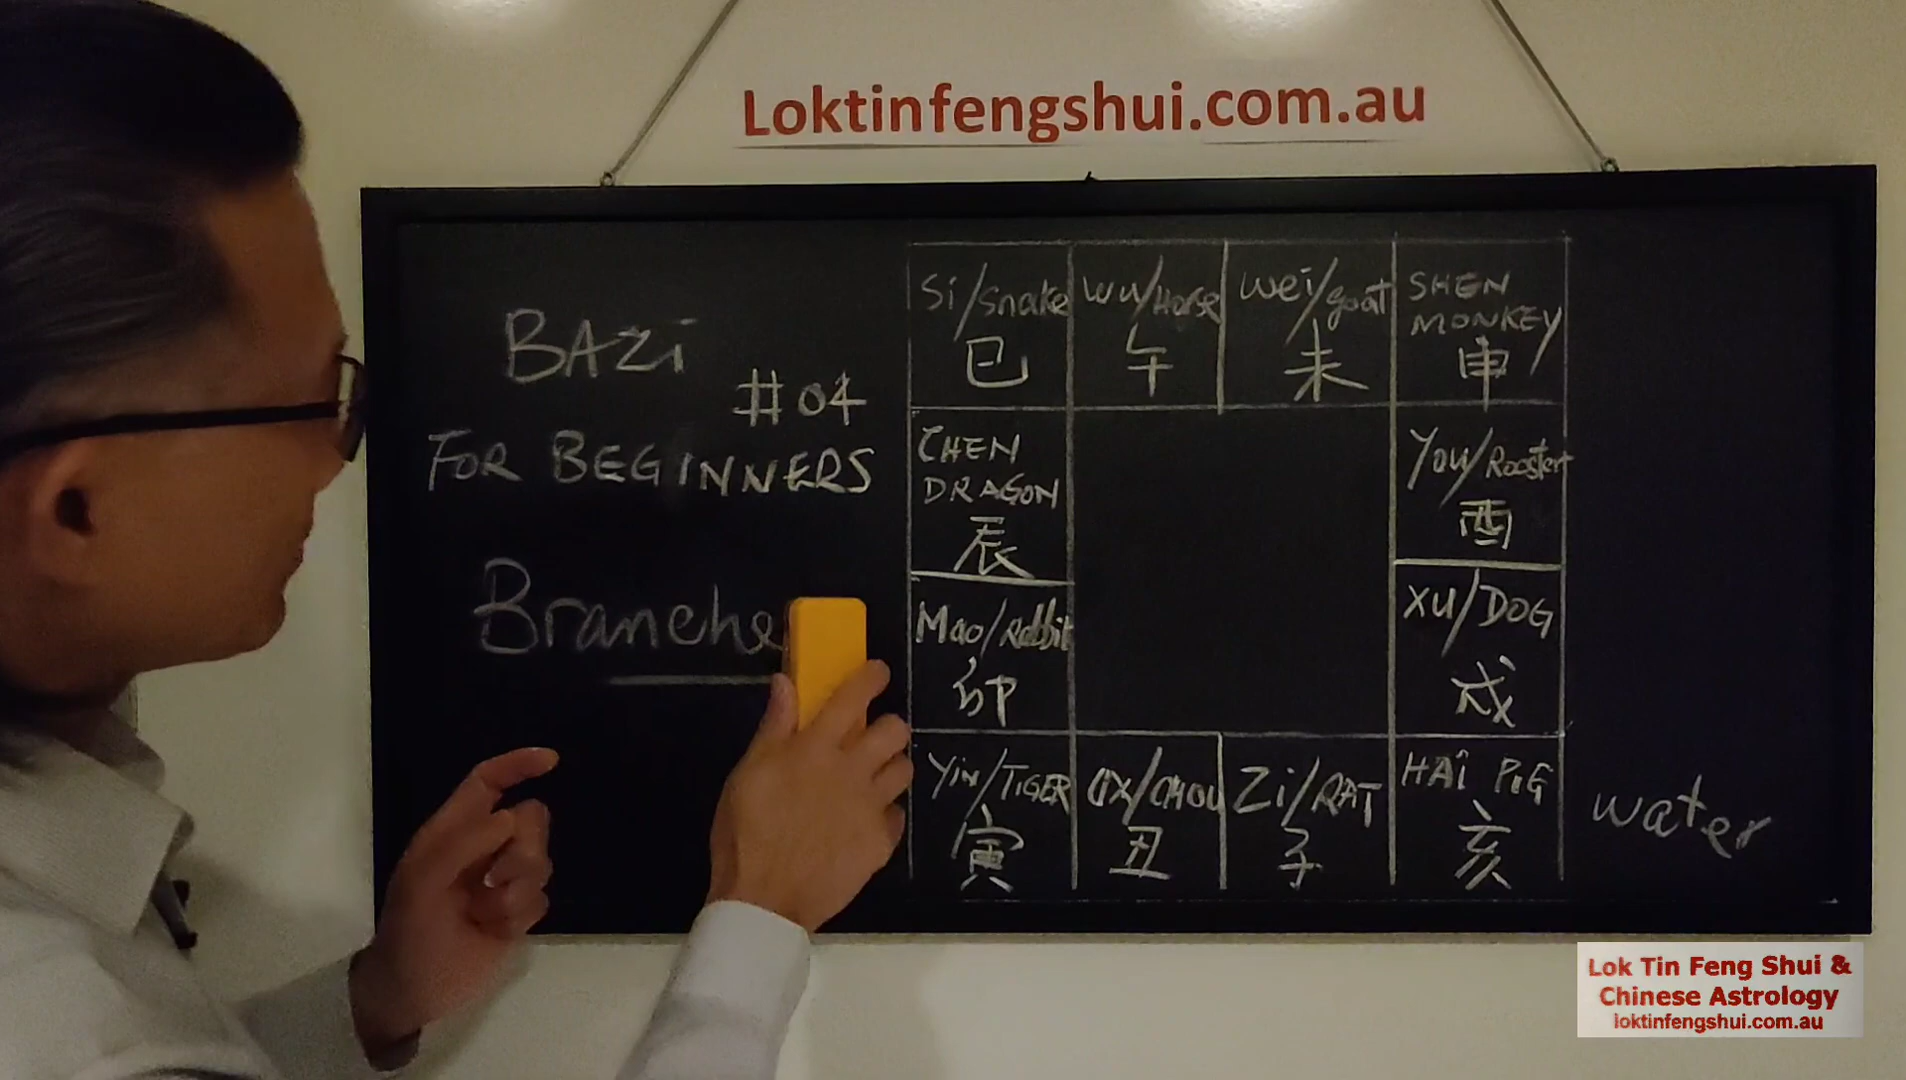 Loktinfengshui.com.au
BAZi
#04
FOR BEGINNERS
Branche
Si/Snake
巳
Wu/Horse
午
Wei/goat
未
SHEN
MONKEY
申
CHEN
DRAGON
辰
You/Rooster
酉
Mao/Rabbit
卯
XU/DOG
戌
Yin/TIGER
寅
OX/CHOU
丑
Zi/RAT
子
HAI PIG
亥
water
Lok Tin Feng Shui &
Chinese Astrology
loktinfengshui.com.au